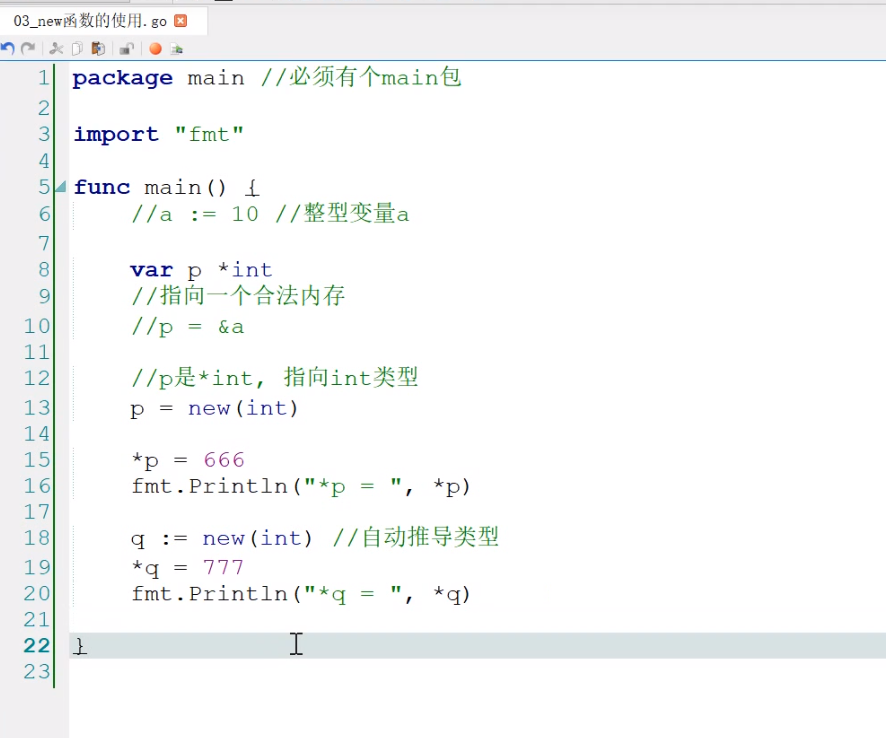 03_new函数的使用.go
1 package main //必须有个main包
2
3 import "fmt"
4
5 func main() {
6     //a := 10 //整型变量a
7
8     var p *int
9     //指向一个合法内存
10     //p = &a
11
12     //p是*int, 指向int类型
13     p = new(int)
14
15     *p = 666
16     fmt.Println("*p = ", *p)
17
18     q := new(int) //自动推导类型
19     *q = 777
20     fmt.Println("*q = ", *q)
21
22 }
23